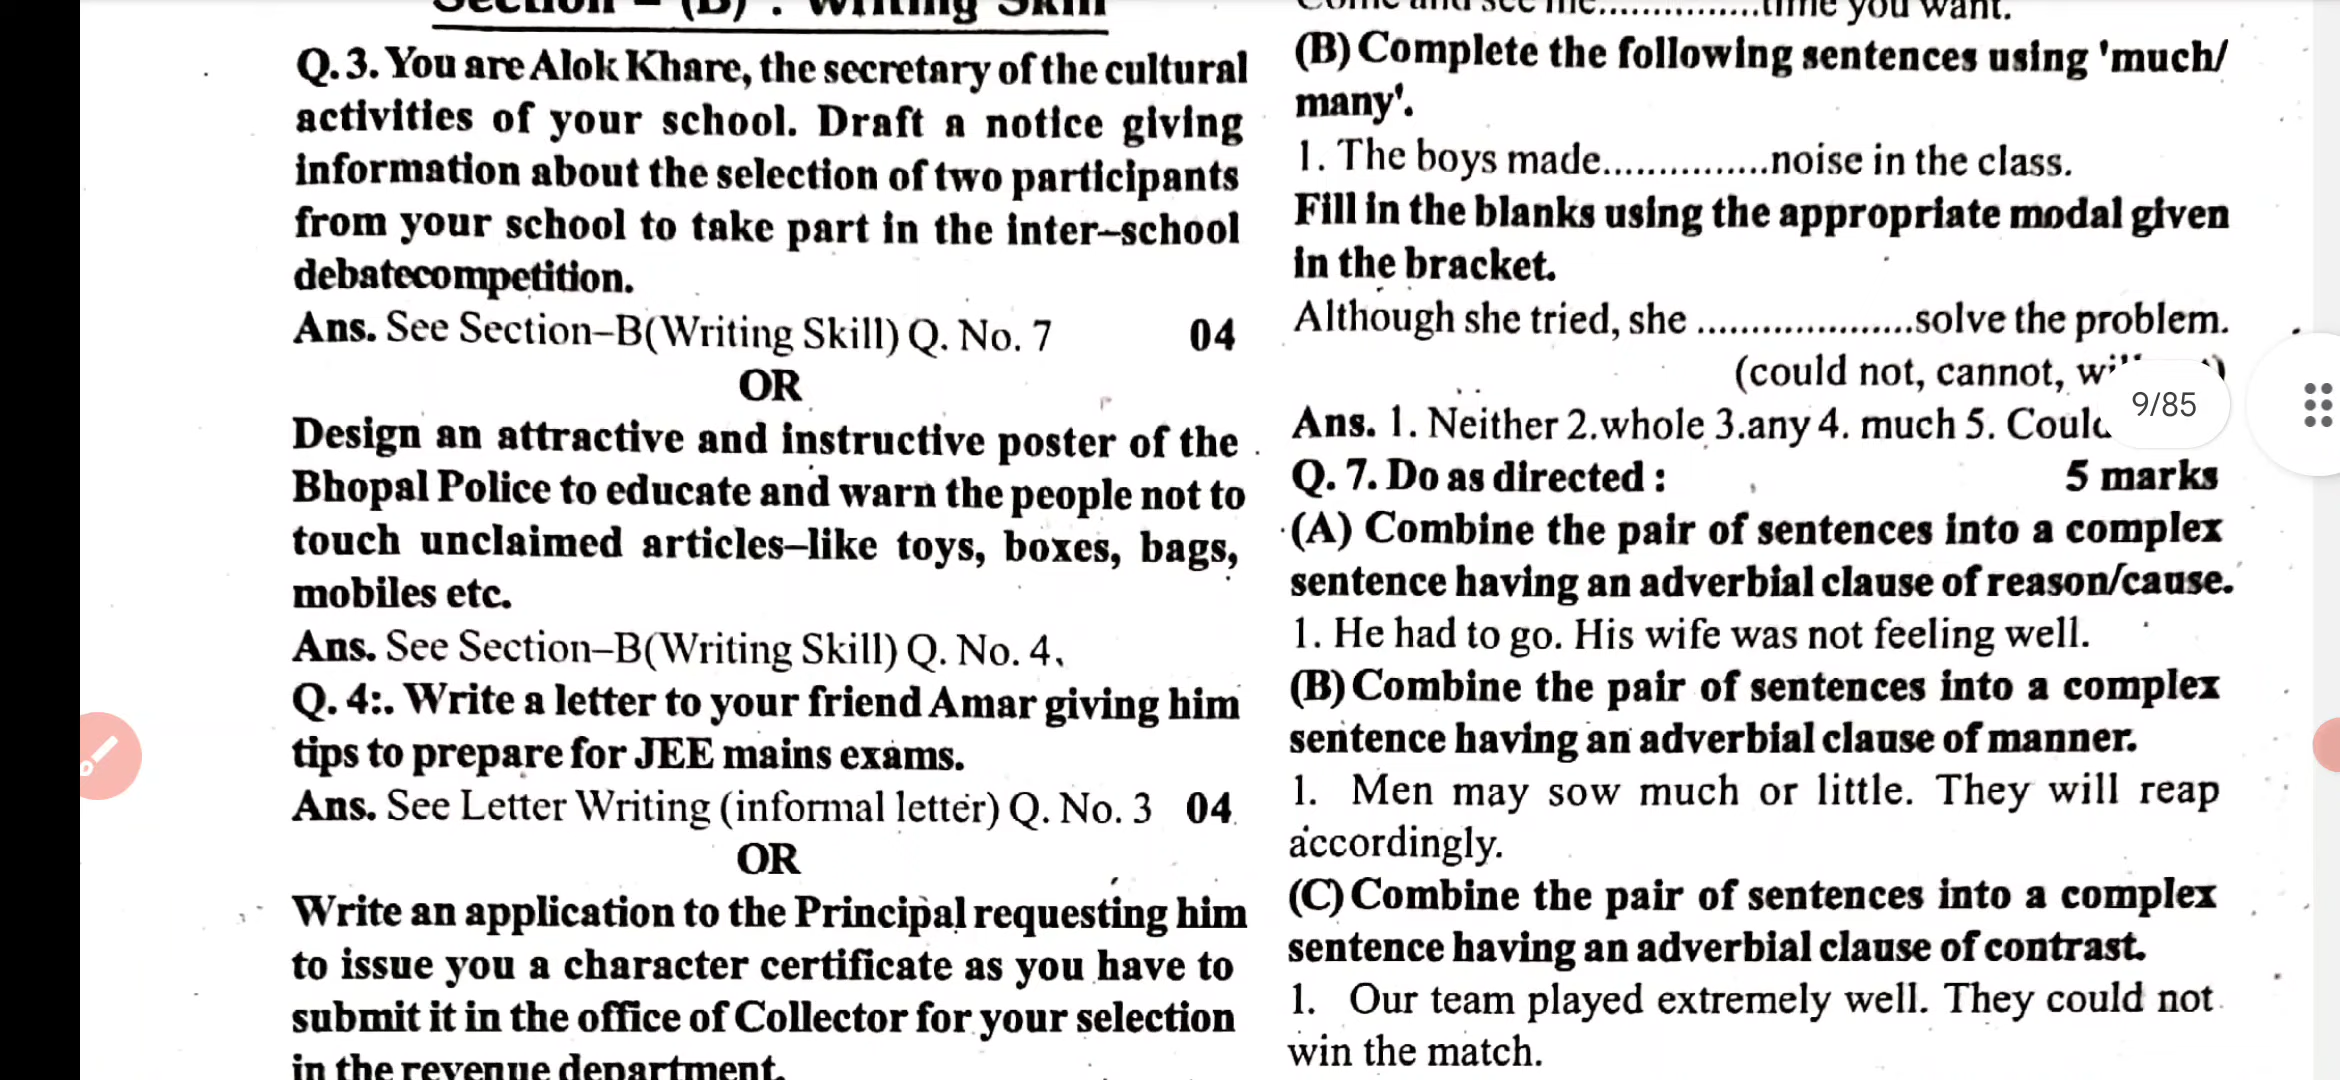 Section – (B) : Writing Skill
Q. 3. You are Alok Khare, the secretary of the cultural
activities of your school. Draft a notice giving
information about the selection of two participants
from your school to take part in the inter–school
debatecompetition.
Ans. See Section–B(Writing Skill) Q. No. 7 04
OR
Design an attractive and instructive poster of the
Bhopal Police to educate and warn the people not to
touch unclaimed articles–like toys, boxes, bags,
mobiles etc.
Ans. See Section–B(Writing Skill) Q. No. 4.
Q. 4:. Write a letter to your friend Amar giving him
tips to prepare for JEE mains exams.
Ans. See Letter Writing (informal letter) Q. No. 3 04
OR
Write an application to the Principal requesting him
to issue you a character certificate as you have to
submit it in the office of Collector for your selection
in the revenue department.
Come and see me...............time you want.
(B) Complete the following sentences using 'much/
many'.
1. The boys made...............noise in the class.
Fill in the blanks using the appropriate modal given
in the bracket.
Although she tried, she ....................solve the problem.
(could not, cannot,
9/85
Ans. 1. Neither 2.whole 3.any 4. much 5.
Q. 7. Do as directed : 5 marks
(A) Combine the pair of sentences into a complex
sentence having an adverbial clause of reason/cause.
1. He had to go. His wife was not feeling well.
(B) Combine the pair of sentences into a complex
sentence having an adverbial clause of manner.
1. Men may sow much or little. They will reap
accordingly.
(C) Combine the pair of sentences into a complex
sentence having an adverbial clause of contrast.
1. Our team played extremely well. They could not
win the match.